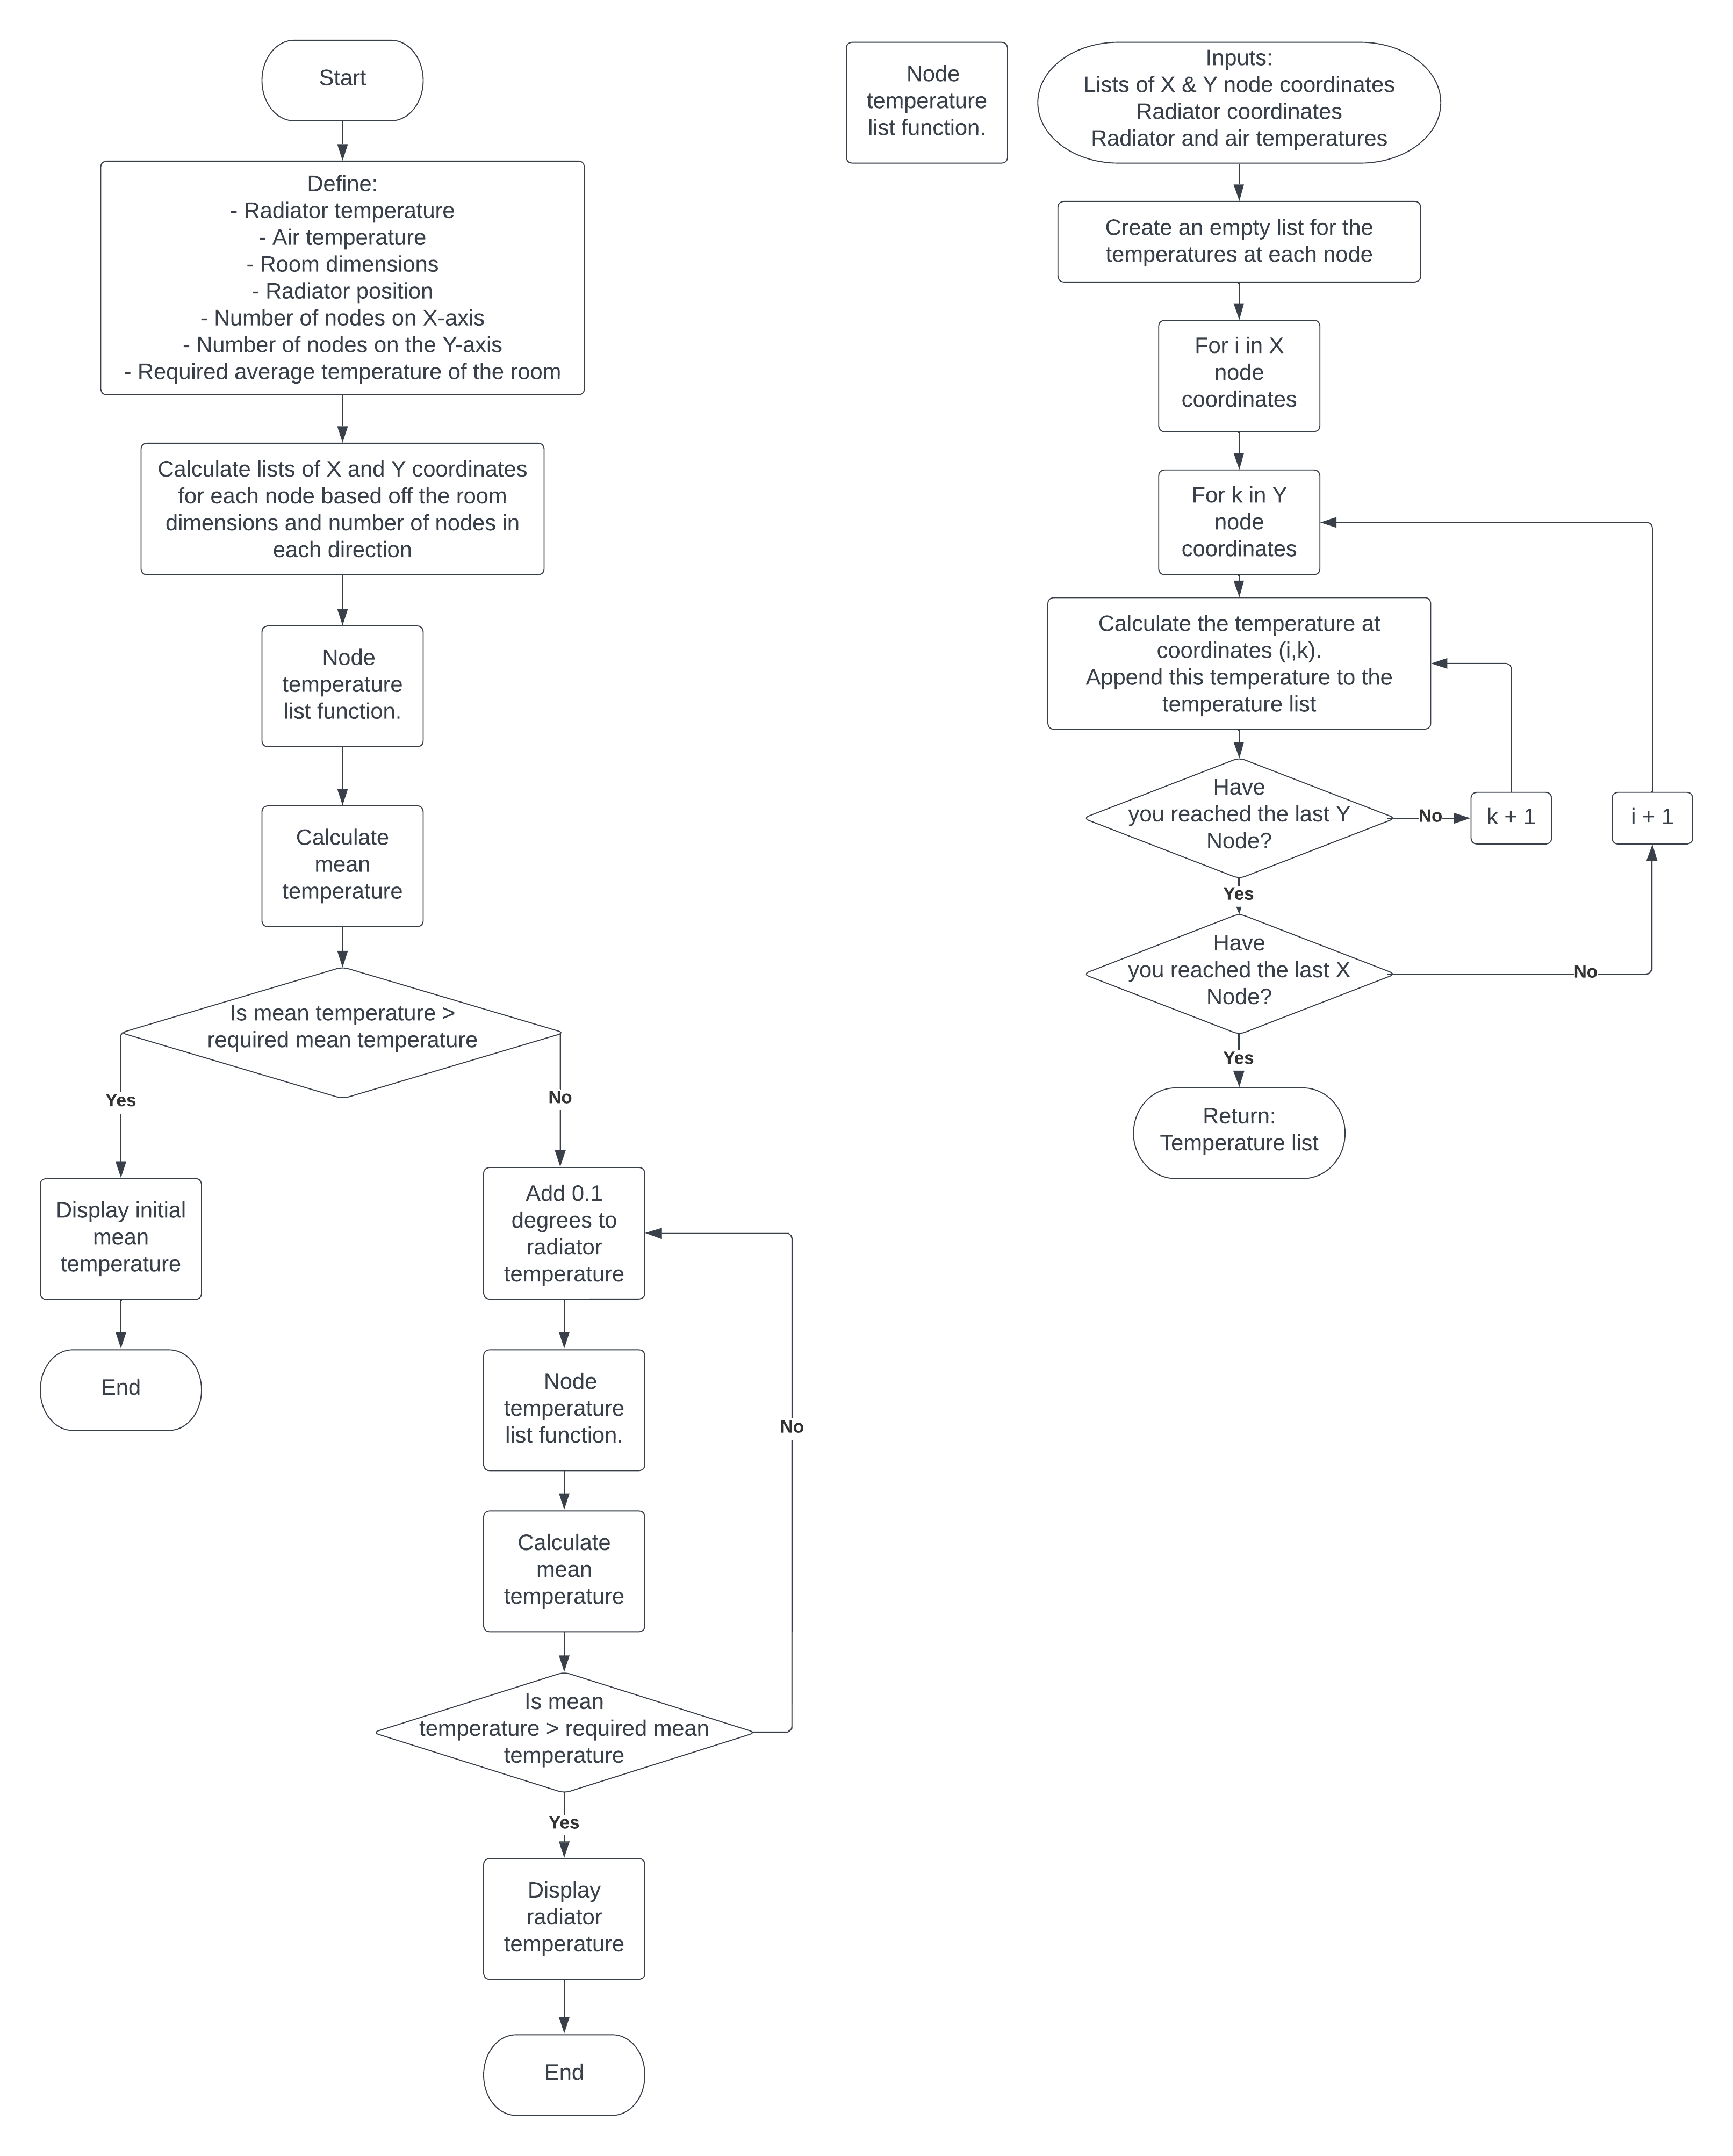 Start
Define:
- Radiator temperature
- Air temperature
- Room dimensions
- Radiator position
- Number of nodes on X-axis
- Number of nodes on the Y-axis
- Required average temperature of the room
Calculate lists of X and Y coordinates
for each node based off the room
dimensions and number of nodes in
each direction
Node
temperature
list function.
Calculate
mean
temperature
Is mean temperature >
required mean temperature
Yes
No
Display initial
mean
temperature
End
Add 0.1
degrees to
radiator
temperature
Node
temperature
list function.
No
Calculate
mean
temperature
Is mean
temperature > required mean
temperature
Yes
Display
radiator
temperature
End
Node
temperature
list function.
Inputs:
Lists of X & Y node coordinates
Radiator coordinates
Radiator and air temperatures
Create an empty list for the
temperatures at each node
For i in X
node
coordinates
For k in Y
node
coordinates
Calculate the temperature at
coordinates (i,k).
Append this temperature to the
temperature list
Have
you reached the last Y
Node?
No
k + 1
i + 1
Yes
Have
you reached the last X
Node?
No
Yes
Return:
Temperature list